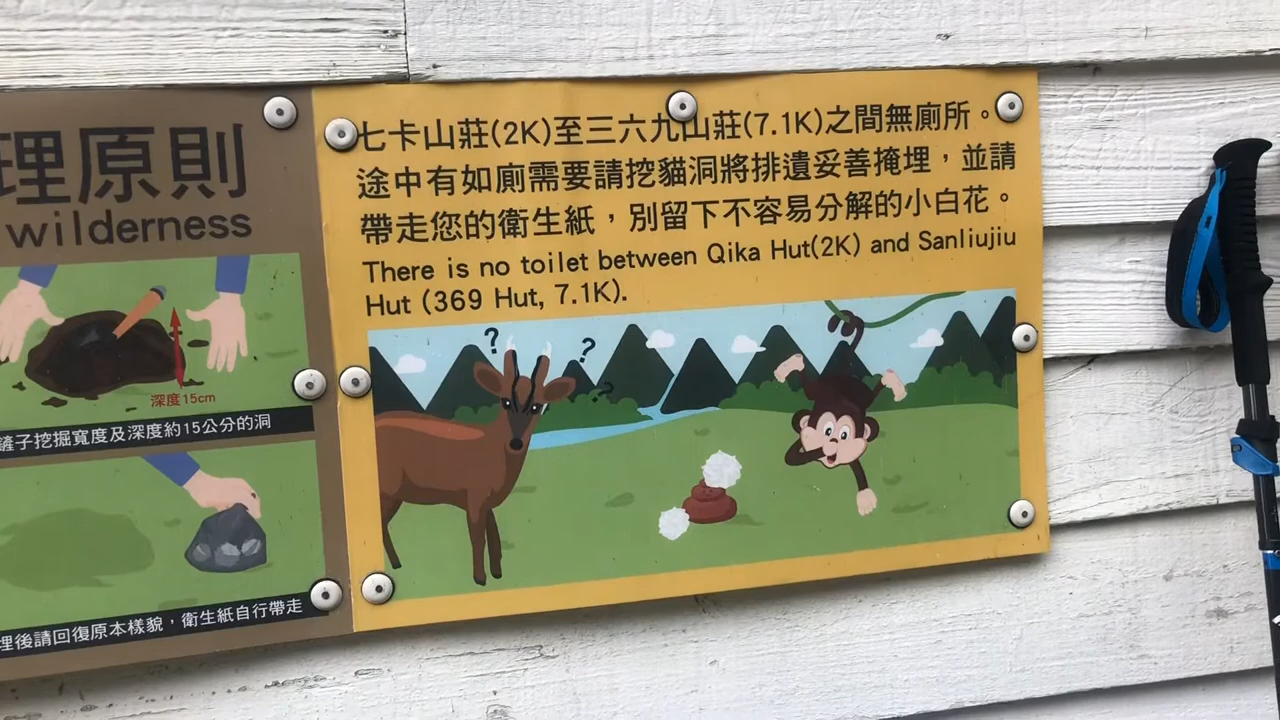 理原則
wilderness
深度15cm
鏟子挖掘寬度及深度約15公分的洞
埋後請回復原本樣貌，衛生紙自行帶走
七卡山莊(2K)至三六九山莊(7.1K)之間無廁所。
途中有如廁需要請挖貓洞將排遺妥善掩埋，並請
帶走您的衛生紙，別留下不容易分解的小白花。
There is no toilet between Qika Hut(2K) and Sanliujiu
Hut (369 Hut, 7.1K).
? ? ?